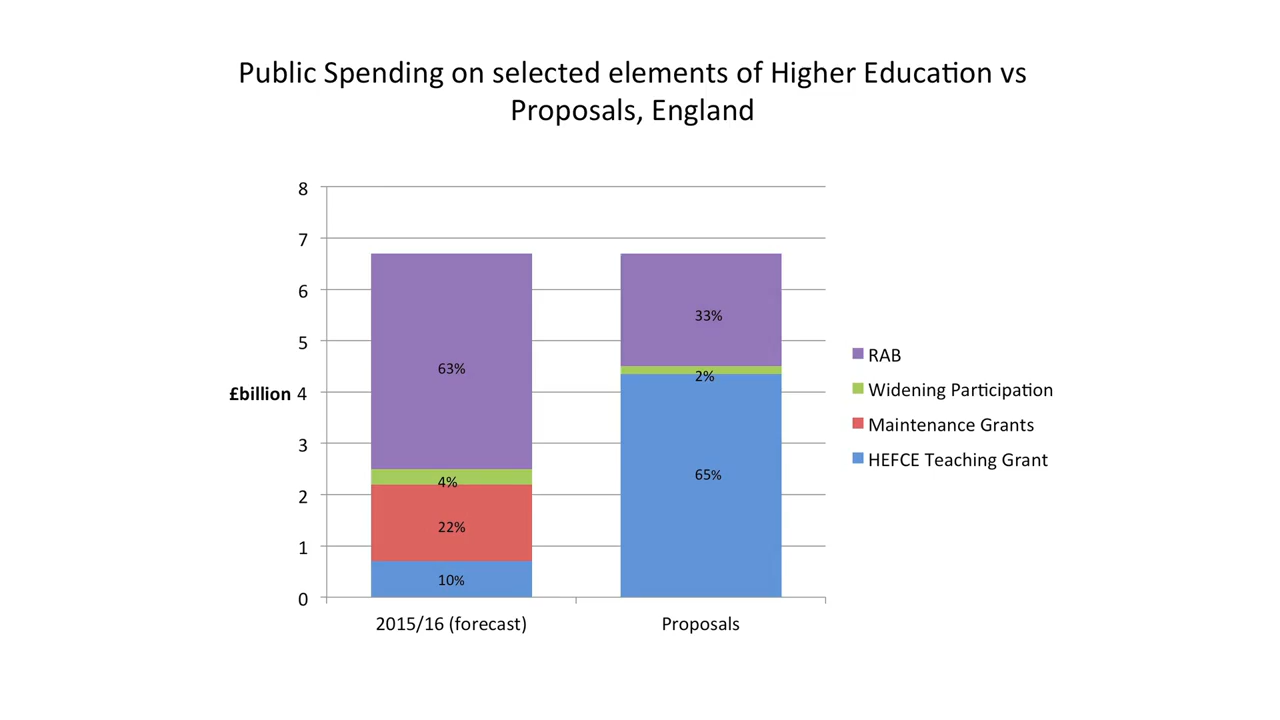 Public Spending on selected elements of Higher Education vs
Proposals, England
8
7
6
5
£billion 4
3
2
1
0
63%
4%
22%
10%
33%
2%
65%
2015/16 (forecast)
Proposals
RAB
Widening Participation
Maintenance Grants
HEFCE Teaching Grant